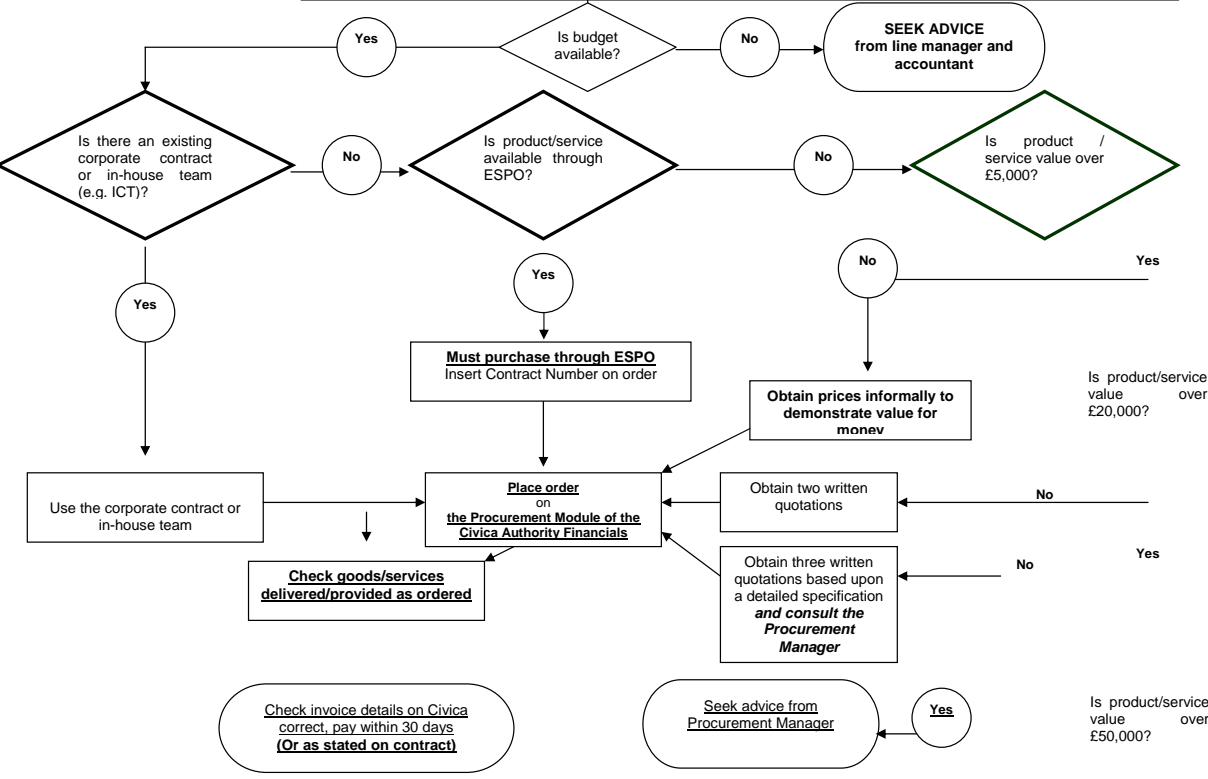 Yes
Is budget
available?
No
SEEK ADVICE
from line manager and
accountant
Is there an existing
corporate contract
or in-house team
(e.g. ICT)?
No
Is product/service
available through
ESPO?
No
Is product /
service value over
£5,000?
Yes
Yes
No
Yes
Must purchase through ESPO
Insert Contract Number on order
Obtain prices informally to
demonstrate value for
money
Is product/service
value over
£20,000?
Use the corporate contract or
in-house team
Place order
on
the Procurement Module of the
Civica Authority Financials
Obtain two written
quotations
No
Check goods/services
delivered/provided as ordered
Obtain three written
quotations based upon
a detailed specification
and consult the
Procurement
Manager
No
Yes
Check invoice details on Civica
correct, pay within 30 days
(Or as stated on contract)
Seek advice from
Procurement Manager
Yes
Is product/service
value over
£50,000?